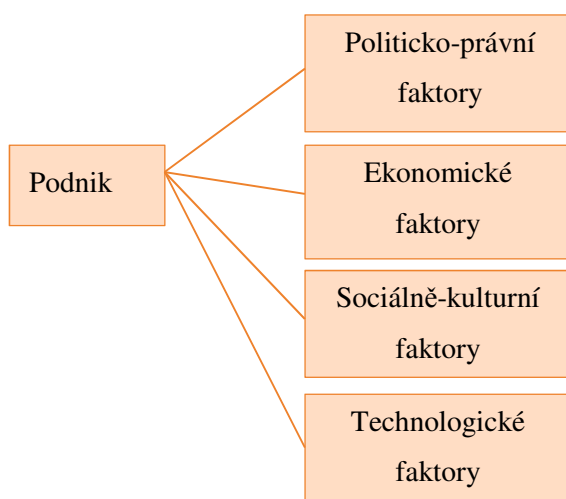 Politicko-právní
faktory
Podnik
Ekonomické
faktory
Sociálně-kulturní
faktory
Technologické
faktory